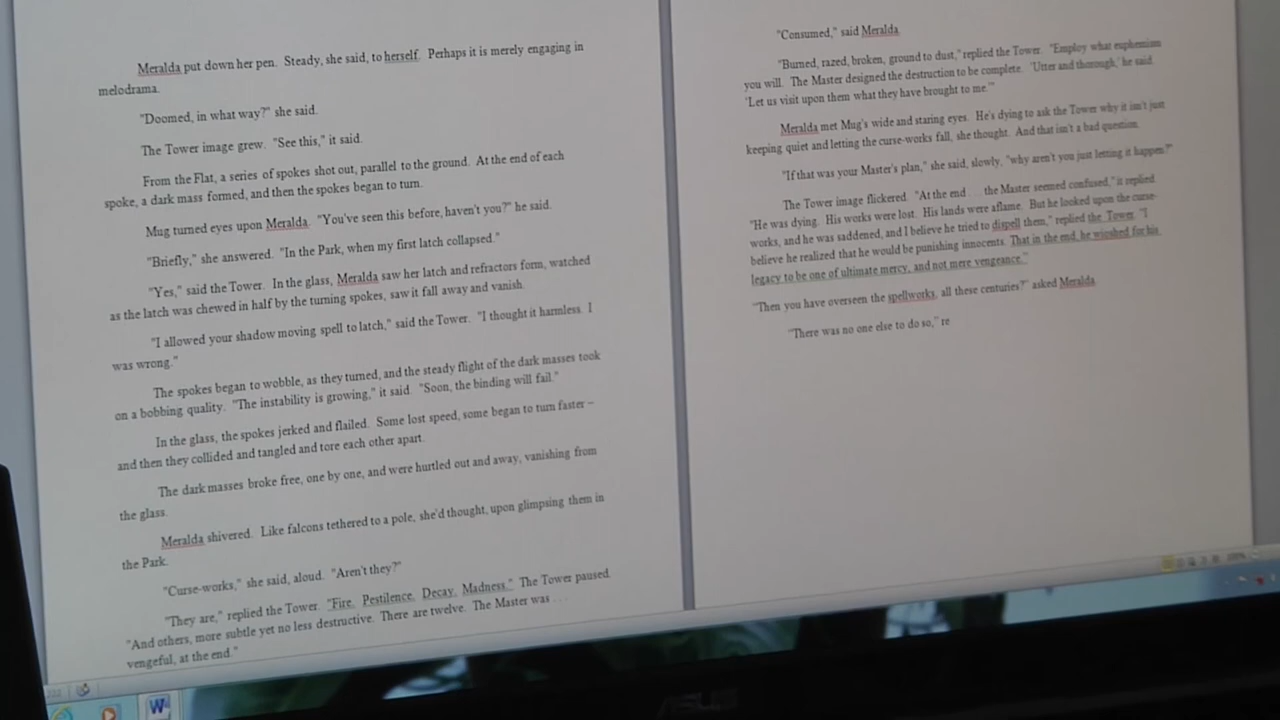 Meralda put down her pen.  Steady, she said, to herself.  Perhaps it is merely engaging in
melodrama.
"Doomed, in what way?" she said.
The Tower image grew.  "See this," it said.
From the Flat, a series of spokes shot out, parallel to the ground.  At the end of each
spoke, a dark mass formed, and then the spokes began to turn.
Mug turned eyes upon Meralda.  "You've seen this before, haven't you?" he said.
"Briefly," she answered.  "In the Park, when my first latch collapsed."
"Yes," said the Tower.  In the glass, Meralda saw her latch and refractors form, watched
as the latch was chewed in half by the turning spokes, saw it fall away and vanish.
"I allowed your shadow moving spell to latch," said the Tower.  "I thought it harmless.  I
was wrong."
The spokes began to wobble, as they turned, and the steady flight of the dark masses took
on a bobbing quality.  "The instability is growing," it said.  "Soon, the binding will fail."
In the glass, the spokes jerked and flailed.  Some lost speed, some began to turn faster –
and then they collided and tangled and tore each other apart.
The dark masses broke free, one by one, and were hurtled out and away, vanishing from
the glass.
Meralda shivered.  Like falcons tethered to a pole, she'd thought, upon glimpsing them in
the Park.
"Curse-works," she said, aloud.  "Aren't they?"
"They are," replied the Tower.  "Fire.  Pestilence.  Decay.  Madness."  The Tower paused.
"And others, more subtle yet no less destructive.  There are twelve.  The Master was . . .
vengeful, at the end."
"Consumed," said Meralda.
"Burned, razed, broken, ground to dust," replied the Tower.  "Employ what euphemism
you will.  The Master designed the destruction to be complete.  'Utter and thorough,' he said.
'Let us visit upon them what they have brought to me.'"
Meralda met Mug's wide and staring eyes.  He's dying to ask the Tower why it isn't just
keeping quiet and letting the curse-works fall, she thought.  And that isn't a bad question.
"If that was your Master's plan," she said, slowly, "why aren't you just letting it happen?"
The Tower image flickered.  "At the end . . . the Master seemed confused," it replied.
"He was dying.  His works were lost.  His lands were aflame.  But he looked upon the curse-
works, and he was saddened, and I believe he tried to dispell them," replied the Tower. "I
believe he realized that he would be punishing innocents. That in the end, he wioshed for his
legacy to be one of ultimate mercy, and not mere vengeance."
"Then you have overseen the spellworks, all these centuries?" asked Meralda.
"There was no one else to do so," re
100%
W
ASUS